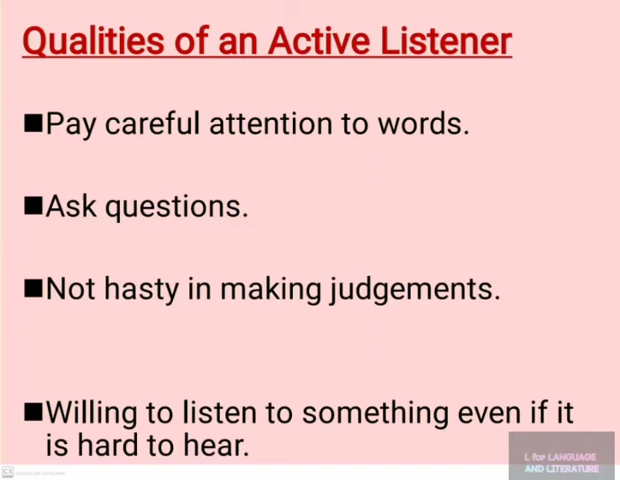 Qualities of an Active Listener
■Pay careful attention to words.
■Ask questions.
■Not hasty in making judgements.
■Willing to listen to something even if it
is hard to hear.
L for LANGUAGE
AND LITERATURE
CS